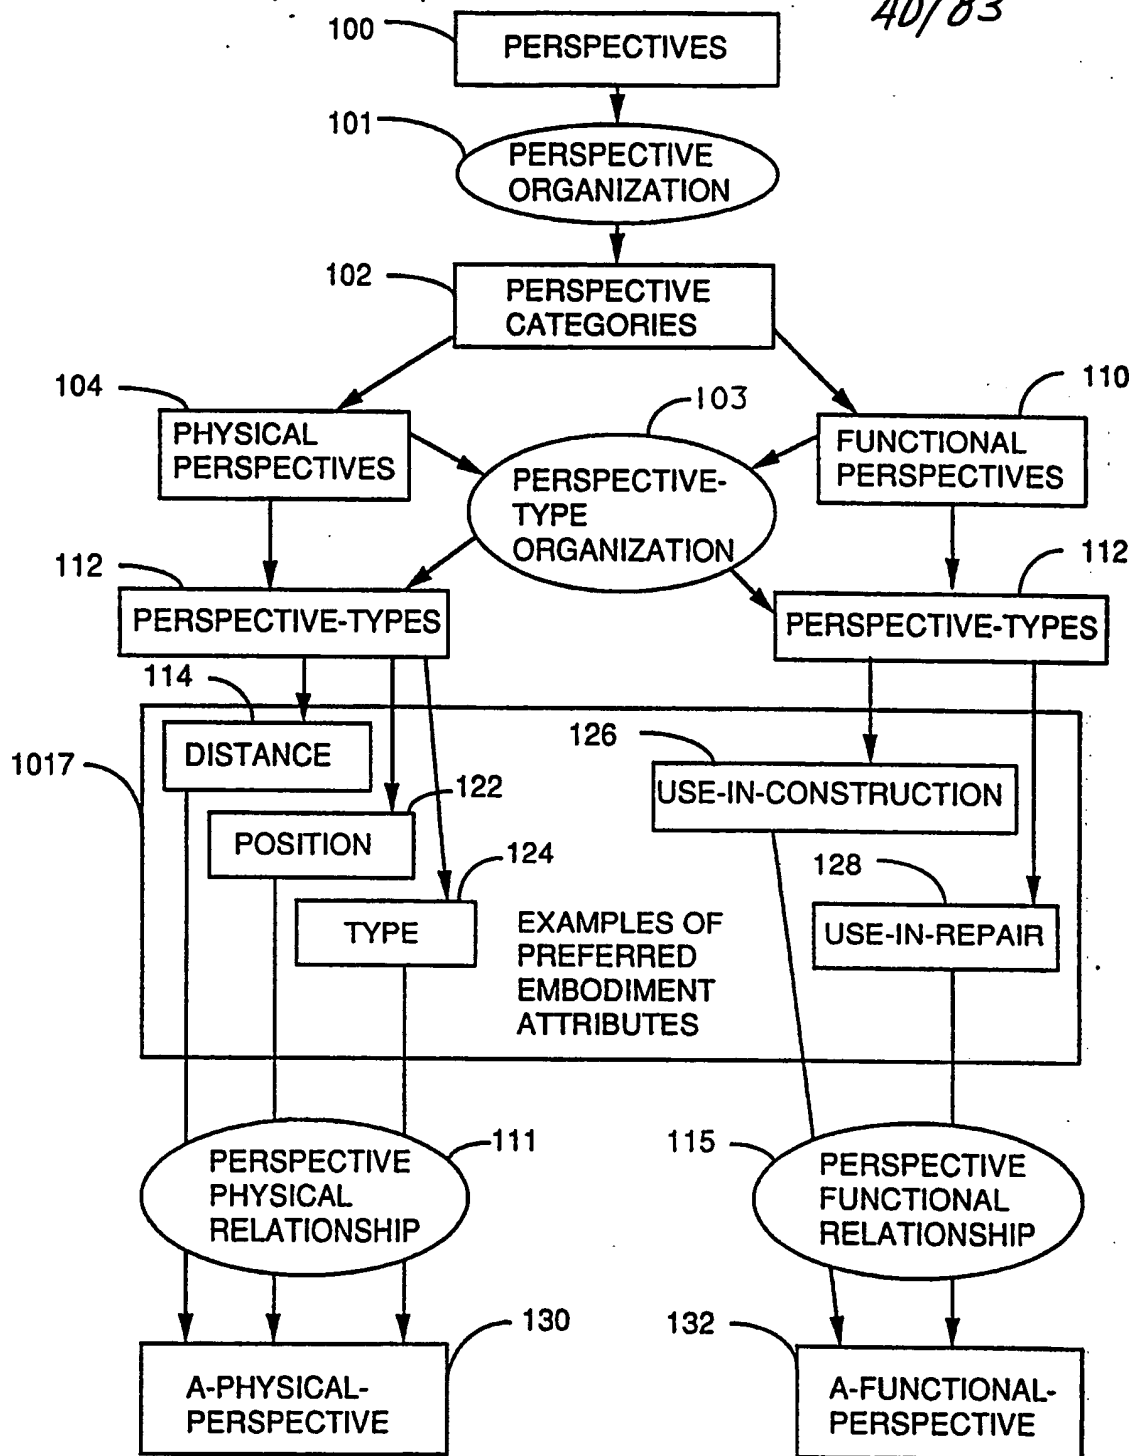 40/83
100
PERSPECTIVES
101
PERSPECTIVE
ORGANIZATION
102
PERSPECTIVE
CATEGORIES
104
PHYSICAL
PERSPECTIVES
103
PERSPECTIVE-
TYPE
ORGANIZATION
110
FUNCTIONAL
PERSPECTIVES
112
PERSPECTIVE-TYPES
112
PERSPECTIVE-TYPES
114
DISTANCE
1017
122
POSITION
124
TYPE
126
USE-IN-CONSTRUCTION
128
USE-IN-REPAIR
EXAMPLES OF
PREFERRED
EMBODIMENT
ATTRIBUTES
111
PERSPECTIVE
PHYSICAL
RELATIONSHIP
115
PERSPECTIVE
FUNCTIONAL
RELATIONSHIP
130
A-PHYSICAL-
PERSPECTIVE
132
A-FUNCTIONAL-
PERSPECTIVE